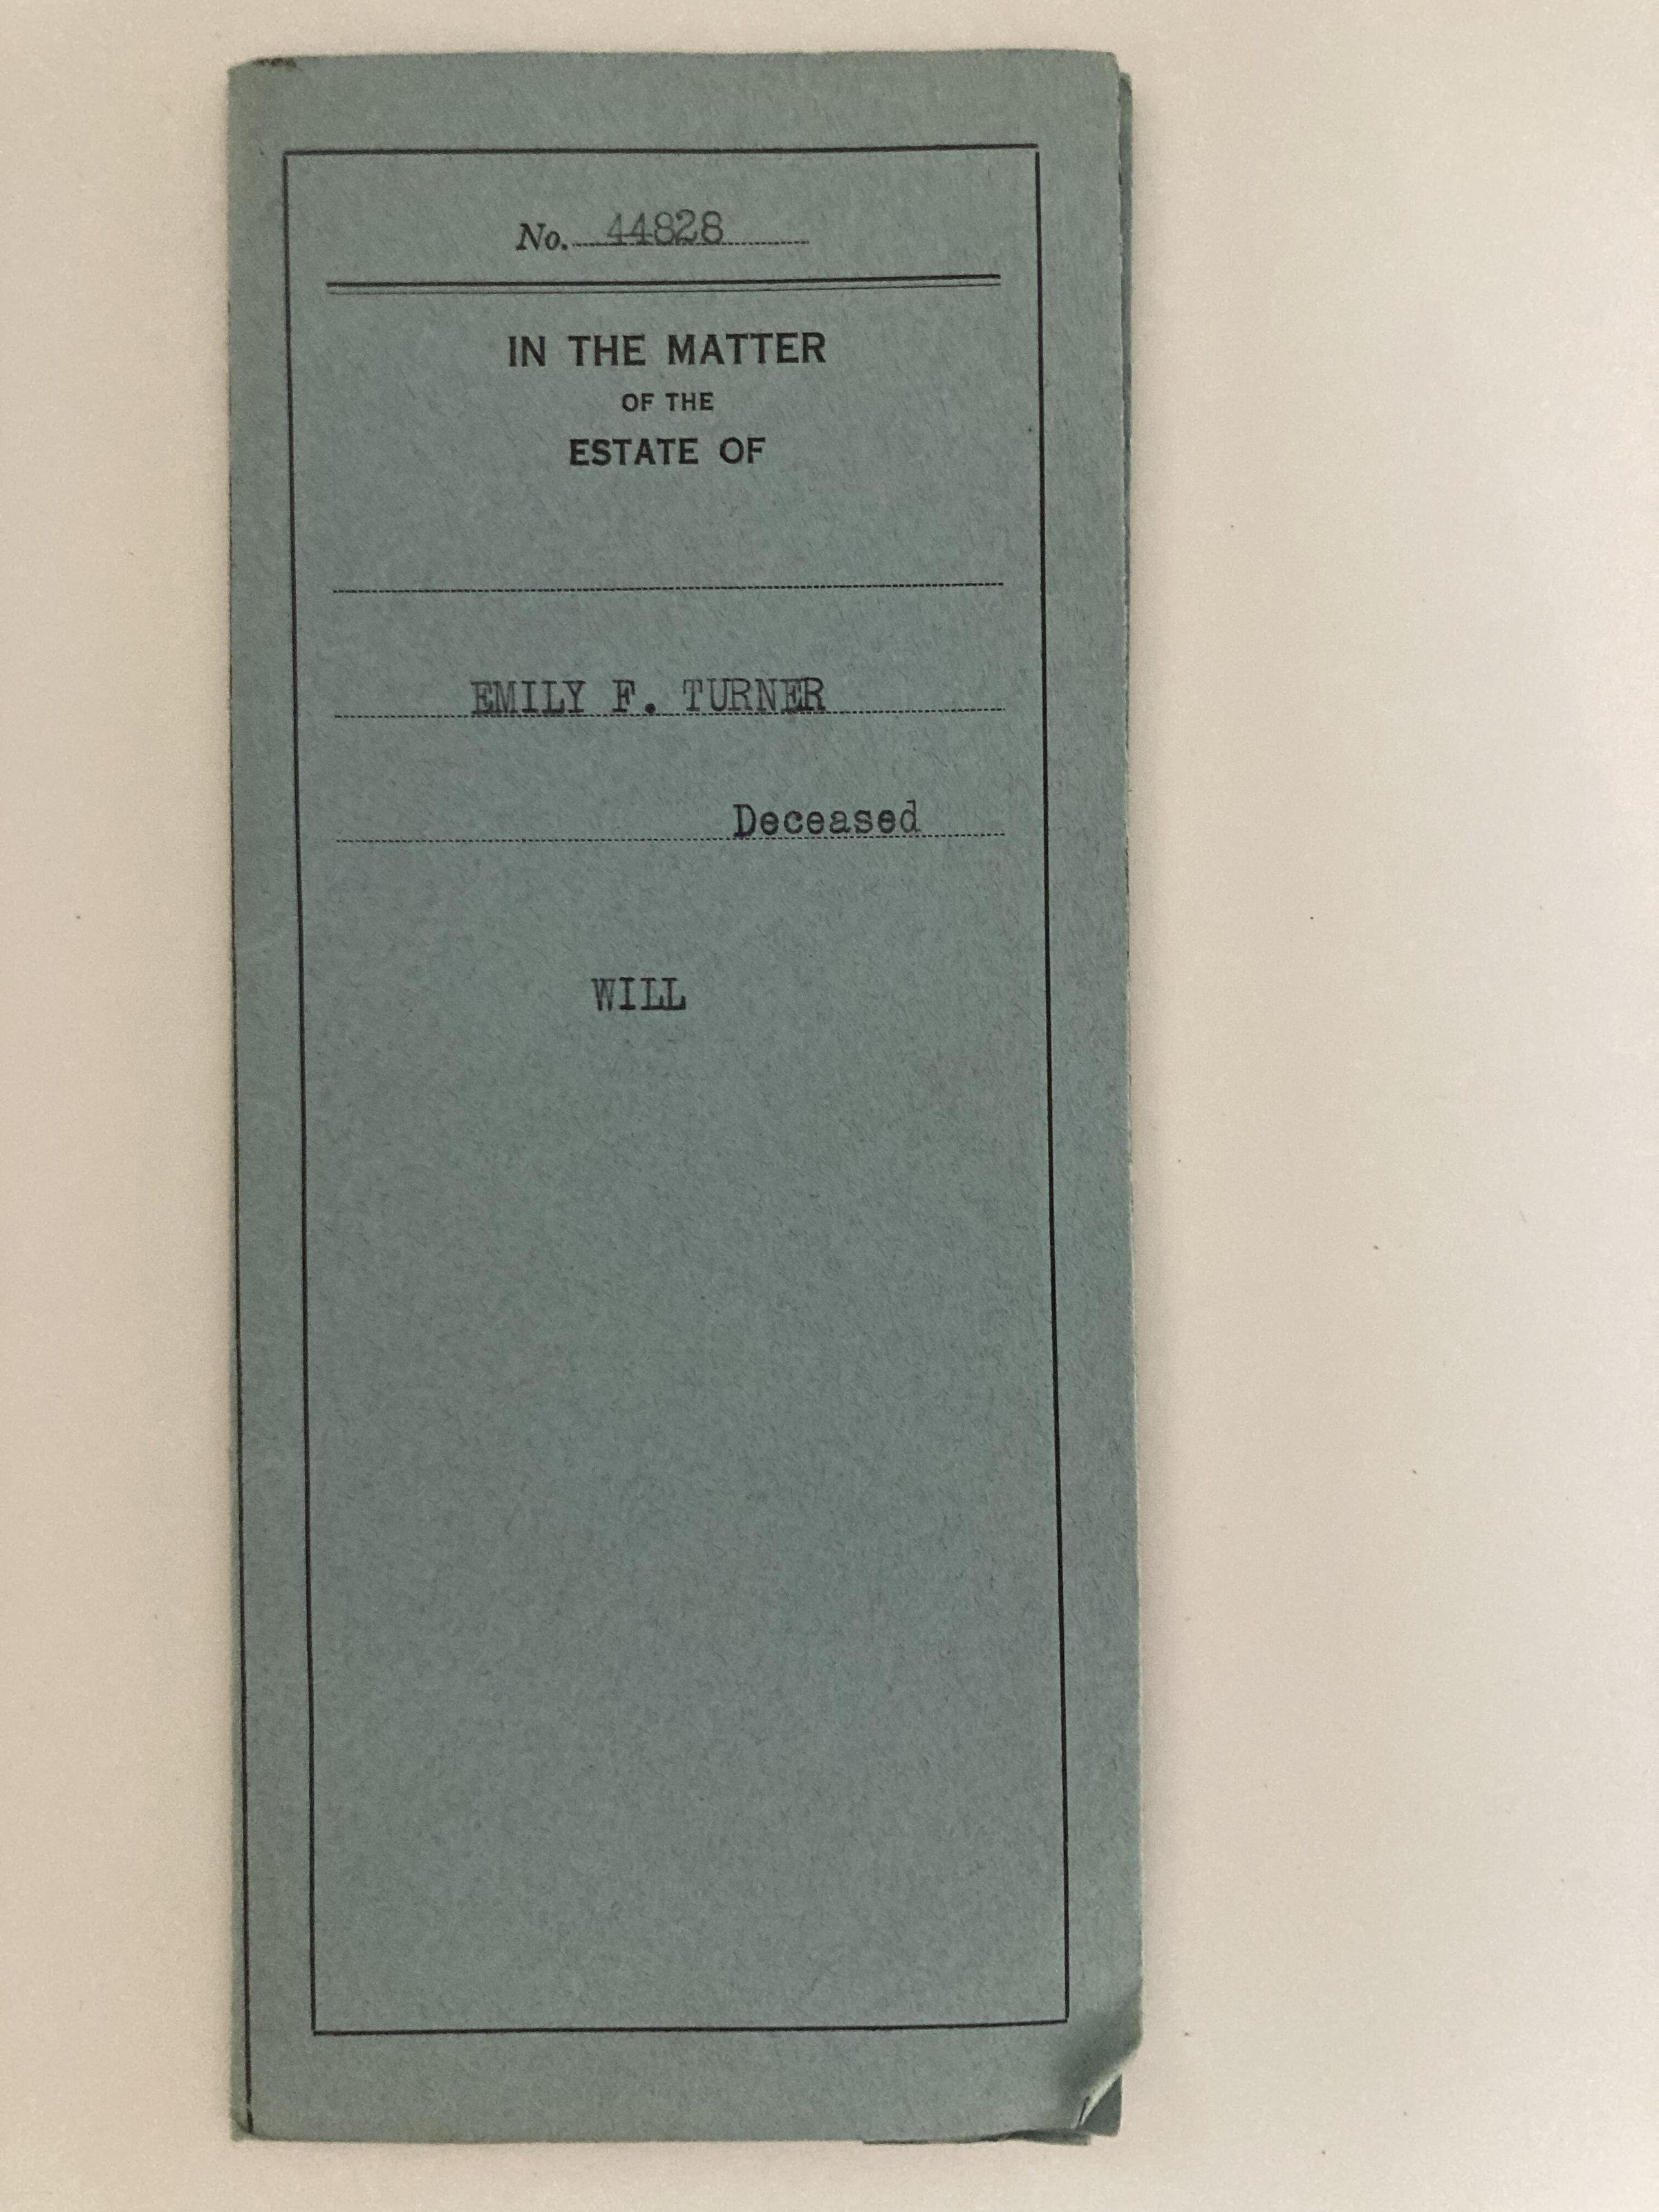 No. 44828
IN THE MATTER
OF THE
ESTATE OF
EMILY F. TURNER
Deceased
WILL